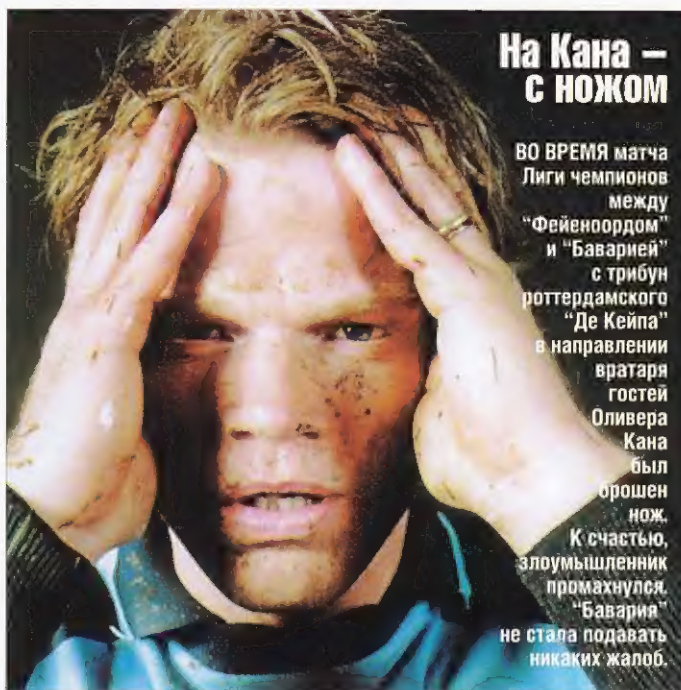 На Кана –
с ножом
ВО ВРЕМЯ матча
Лиги чемпионов
между
"Фейеноордом"
и "Баварией"
с трибун
роттердамского
"Де Кейпа"
в направлении
вратаря
гостей
Оливера
Кана
был
брошен
нож.
К счастью,
злоумышленник
промахнулся.
"Бавария"
не стала подавать
никаких жалоб.